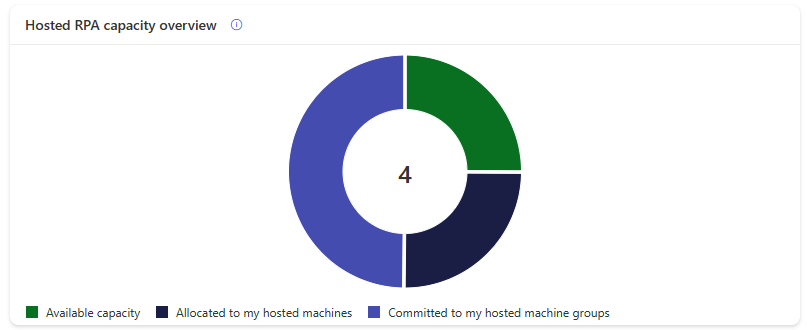 Hosted RPA capacity overview
4
Available capacity Allocated to my hosted machines Committed to my hosted machine groups